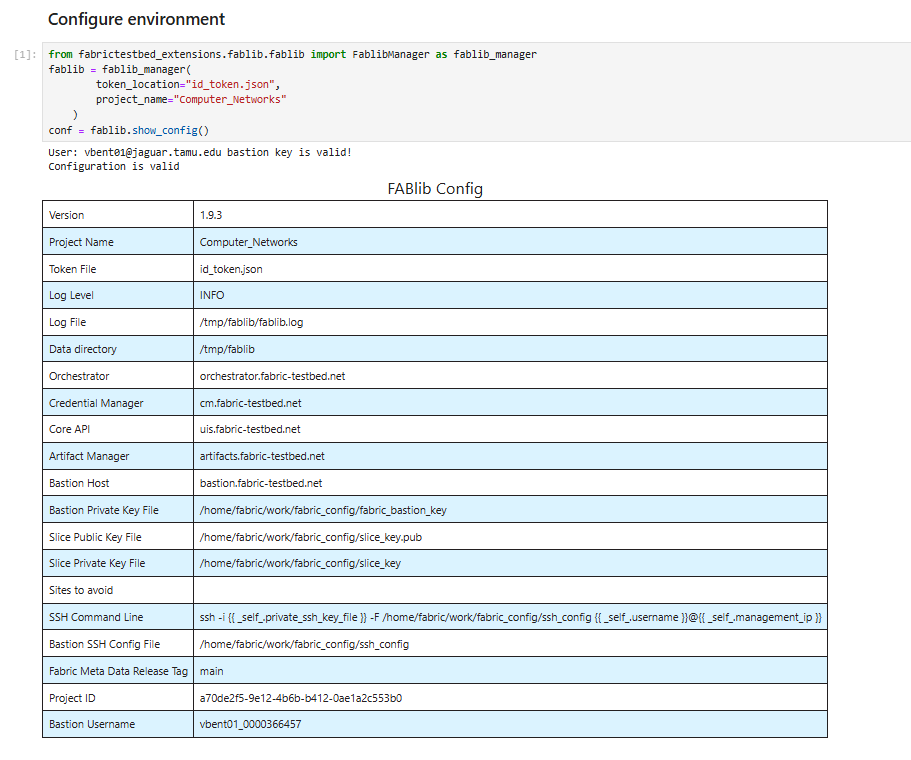 Configure environment
[1]: from fabrictestbed_extensions.fablib.fablib import FablibManager as fablib_manager
fablib = fablib_manager(
token_location="id_token.json",
project_name="Computer_Networks"
)
conf = fablib.show_config()
User: vbent01@jaguar.tamu.edu bastion key is valid!
Configuration is valid
FABlib Config
Version 1.9.3
Project Name Computer_Networks
Token File id_token.json
Log Level INFO
Log File /tmp/fablib/fablib.log
Data directory /tmp/fablib
Orchestrator orchestrator.fabric-testbed.net
Credential Manager cm.fabric-testbed.net
Core API uis.fabric-testbed.net
Artifact Manager artifacts.fabric-testbed.net
Bastion Host bastion.fabric-testbed.net
Bastion Private Key File /home/fabric/work/fabric_config/fabric_bastion_key
Slice Public Key File /home/fabric/work/fabric_config/slice_key.pub
Slice Private Key File /home/fabric/work/fabric_config/slice_key
Sites to avoid
SSH Command Line ssh -i {{ _self_.private_ssh_key_file }} -F /home/fabric/work/fabric_config/ssh_config {{ _self_.username }}@{{ _self_.management_ip }}
Bastion SSH Config File /home/fabric/work/fabric_config/ssh_config
Fabric Meta Data Release Tag main
Project ID a70de2f5-9e12-4b6b-b412-0ae1a2c553b0
Bastion Username vbent01_0000366457